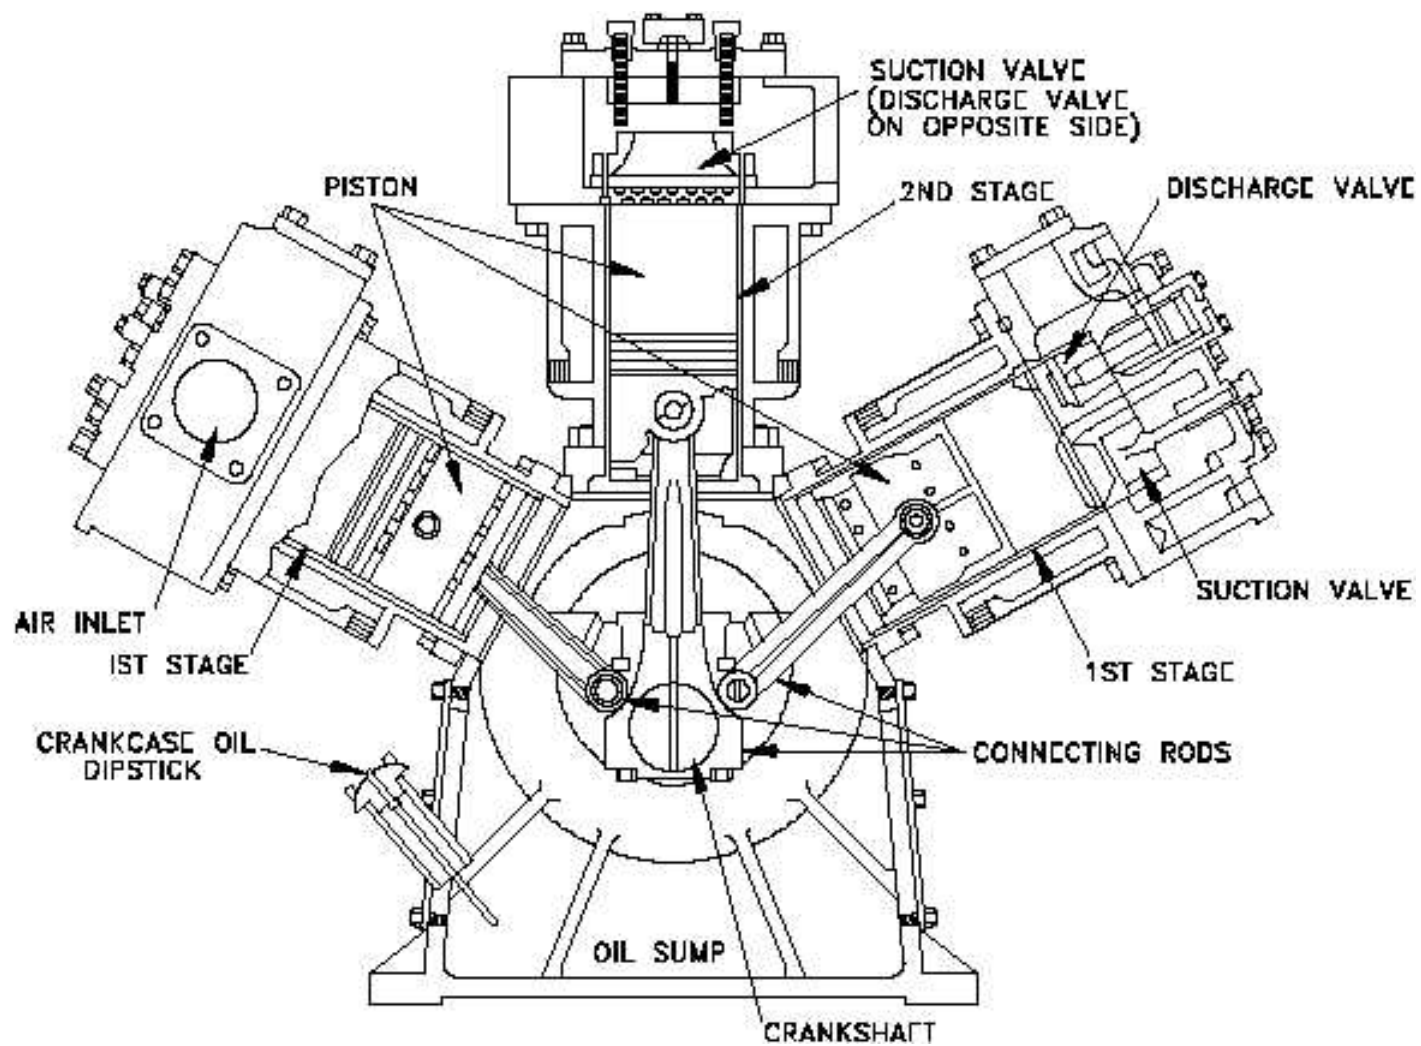 SUCTION VALVE
(DISCHARGE VALVE
ON OPPOSITE SIDE)
PISTON
2ND STAGE
DISCHARGE VALVE
SUCTION VALVE
AIR INLET
IST STAGE
1ST STAGE
CRANKCASE OIL
DIPSTICK
CONNECTING RODS
OIL SUMP
CRANKSHAFT